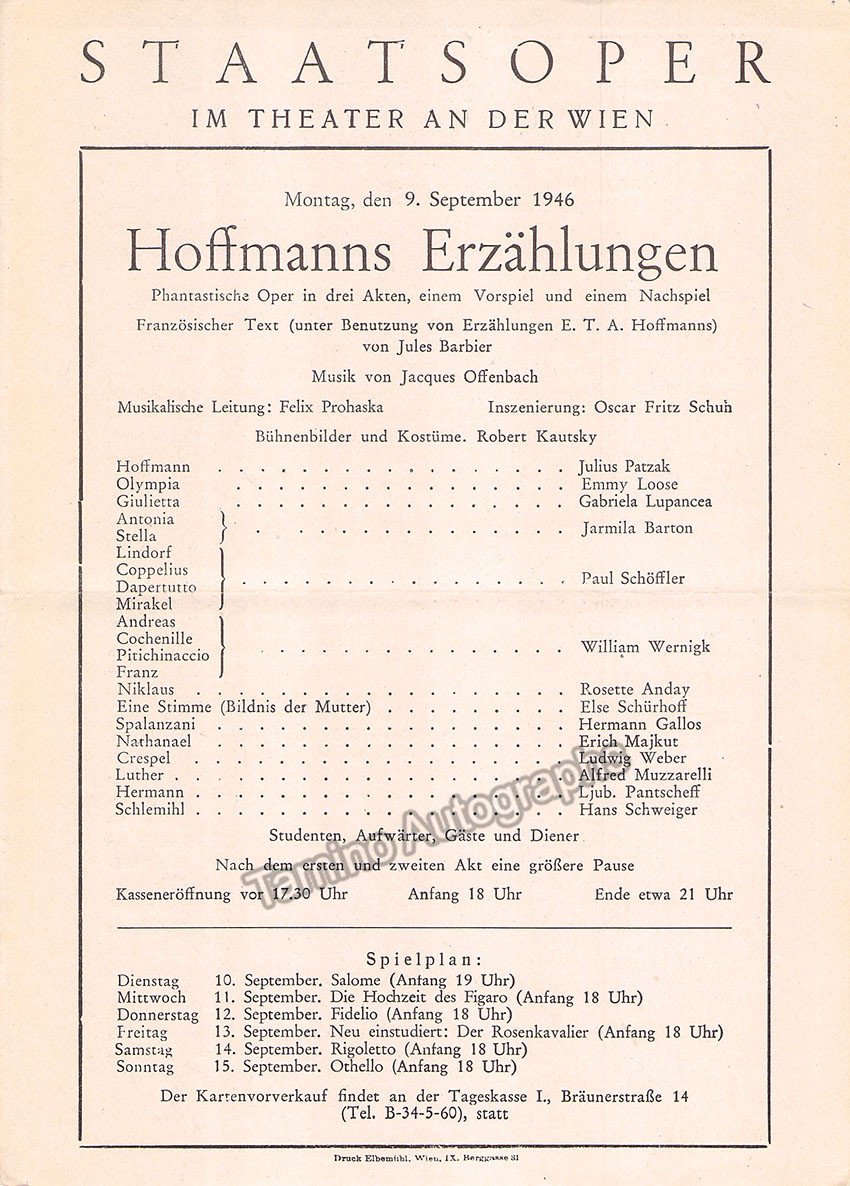 STAATSOPER
IM THEATER AN DER WIEN
Montag, den 9. September 1946
Hoffmanns Erzählungen
Phantastische Oper in drei Akten, einem Vorspiel und einem Nachspiel
Französischer Text (unter Benutzung von Erzählungen E. T. A. Hoffmanns)
von Jules Barbier
Musik von Jacques Offenbach
Musikalische Leitung: Felix Prohaska Inszenierung: Oscar Fritz Schuh
Bühnenbilder und Kostüme. Robert Kautsky
Hoffmann . . . . . . . . . . . . . . . . . Julius Patzak
Olympia . . . . . . . . . . . . . . . . Emmy Loose
Giulietta . . . . . . . . . . . . . . . . Gabriela Lupancea
Antonia
Stella } . . . . . . . . . . . . . . . . Jarmila Barton
Lindorf
Coppelius
Dapertutto
Mirakel } . . . . . . . . . . . . . . . . Paul Schöffler
Andreas
Cochenille
Pitichinaccio
Franz } . . . . . . . . . . . . . . . William Wernigk
Niklaus . . . . . . . . . . . . . . . . . . Rosette Anday
Eine Stimme (Bildnis der Mutter) . . . . . . . . . Else Schürhoff
Spalanzani . . . . . . . . . . . . . . . . . Hermann Gallos
Nathanael . . . . . . . . . . . . . . . . . Erich Majkut
Crespel . . . . . . . . . . . . . . . . . . Ludwig Weber
Luther . . . . . . . . . . . . . . . . . . . Alfred Muzzarelli
Hermann . . . . . . . . . . . . . . . . . . Ljub. Pantscheff
Schlemihl . . . . . . . . . . . . . . . . . . Hans Schweiger
Studenten, Aufwärter, Gäste und Diener
Nach dem ersten und zweiten Akt eine größere Pause
Kasseneröffnung vor 17.30 Uhr Anfang 18 Uhr Ende etwa 21 Uhr
Tamino Autographs
Spielplan:
Dienstag 10. September. Salome (Anfang 19 Uhr)
Mittwoch 11. September. Die Hochzeit des Figaro (Anfang 18 Uhr)
Donnerstag 12. September. Fidelio (Anfang 18 Uhr)
Freitag 13. September. Neu einstudiert: Der Rosenkavalier (Anfang 18 Uhr)
Samstag 14. September. Rigoletto (Anfang 18 Uhr)
Sonntag 15. September. Othello (Anfang 18 Uhr)
Der Kartenvorverkauf findet an der Tageskasse I., Bräunerstraße 14
(Tel. B-34-5-60), statt
Druck Elbemühl, Wien, IX. Berggasse 31